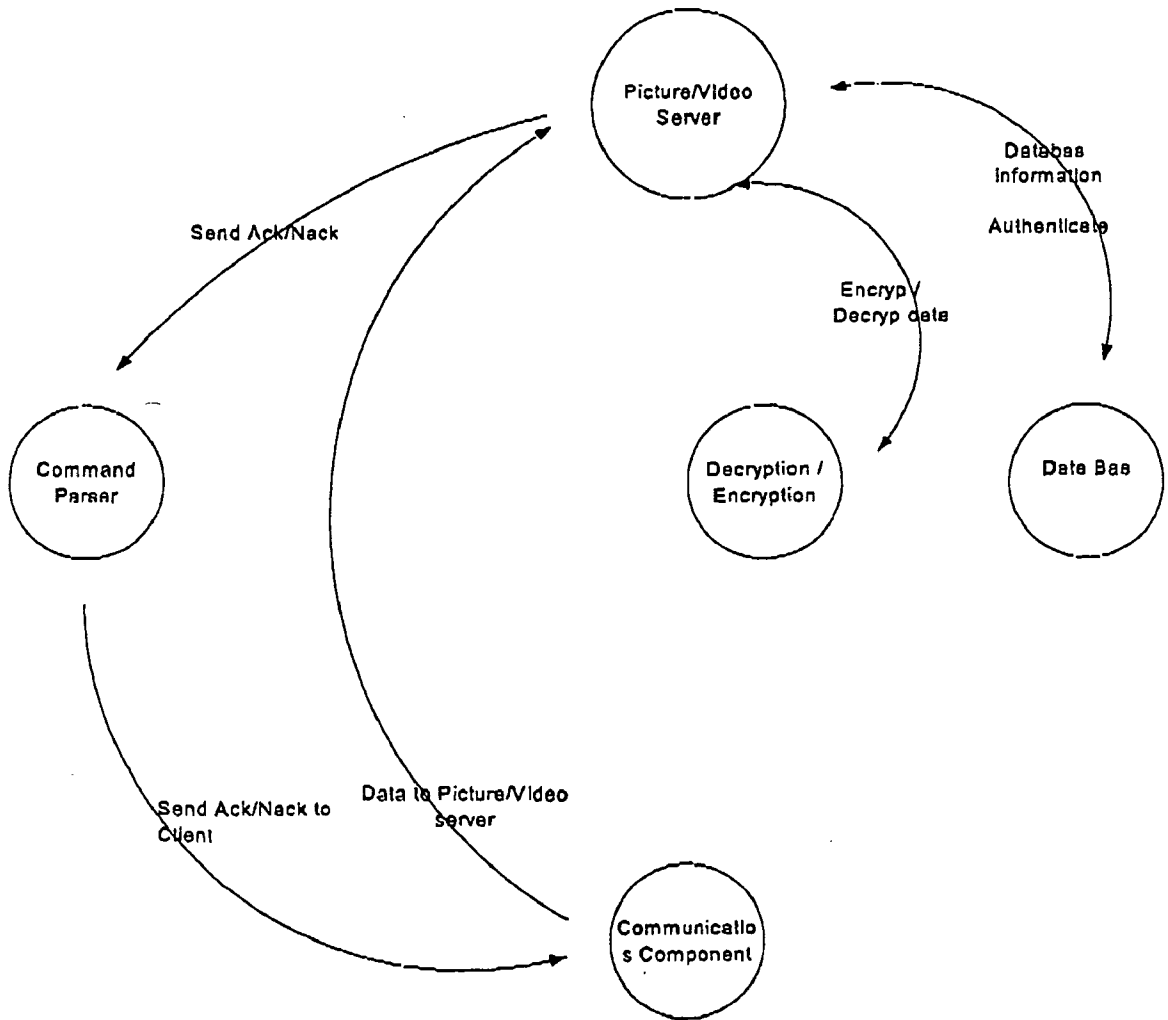 Picture/Video
Server
Databas
Information
Authenticate
Send Ack/Nack
Encryp /
Decryp data
Command
Parser
Decryption /
Encryption
Data Bas
Send Ack/Nack to
Client
Data to Picture/Video
server
Communicatio
s Component